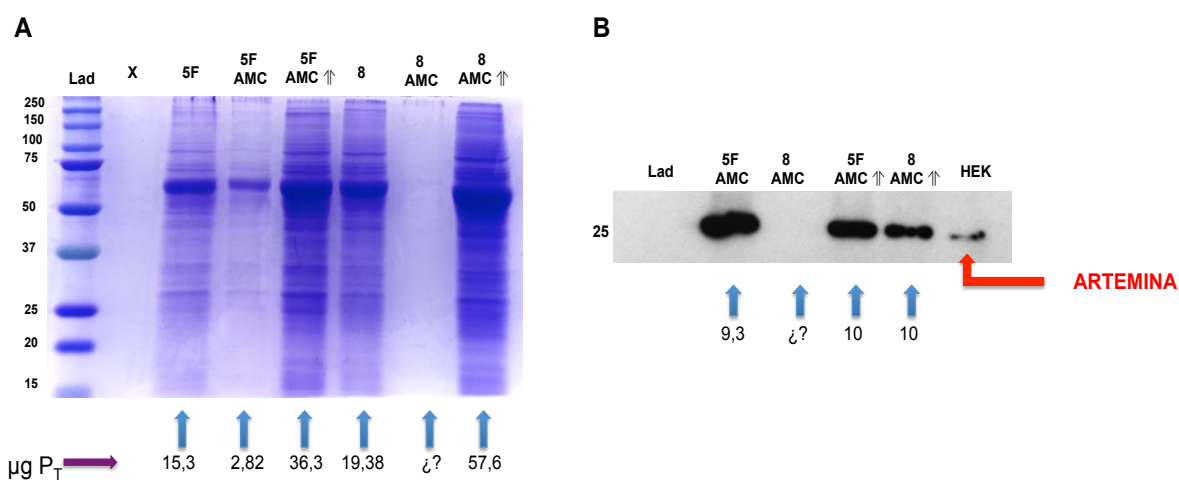 A
Lad
X
5F
5F
AMC
5F
AMC ⇑
8
8
AMC
8
AMC ⇑
250
150
100
75
50
37
25
20
15
µg PT
15,3
2,82
36,3
19,38
¿?
57,6
B
Lad
5F
AMC
8
AMC
5F
AMC ⇑
8
AMC ⇑
HEK
25
ARTEMINA
9,3
¿?
10
10